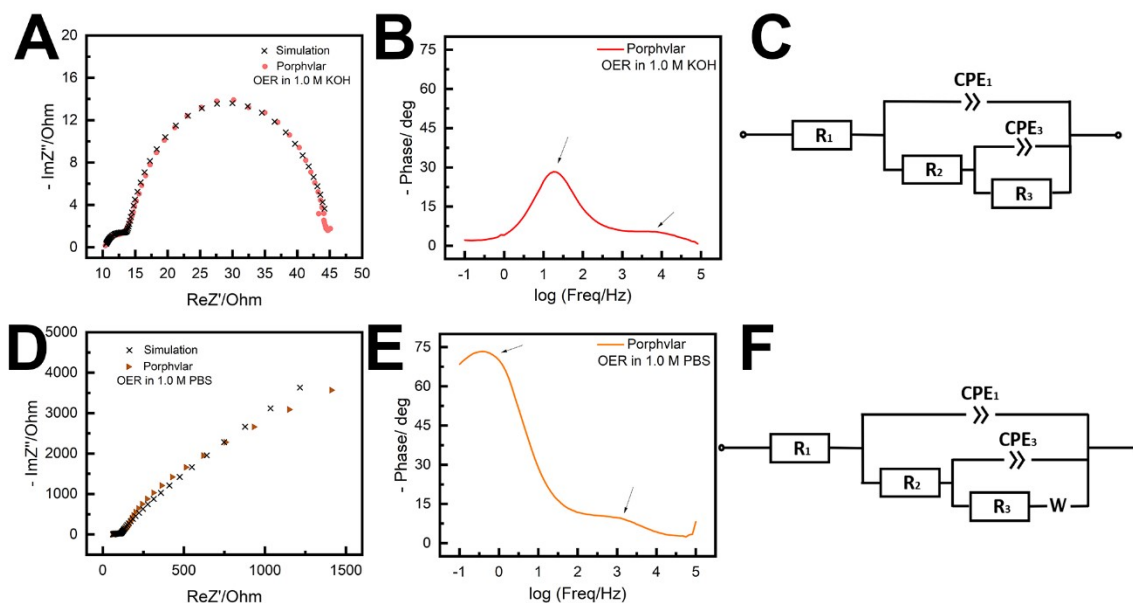 A
- ImZ''/Ohm
20
16
12
8
4
0
× Simulation
● Porphvlar
OER in 1.0 M KOH
10 15 20 25 30 35 40 45 50
ReZ'/Ohm
B
- Phase/ deg
75
60
45
30
15
0
Porphvlar
OER in 1.0 M KOH
-1 0 1 2 3 4 5
log (Freq/Hz)
C
CPE1
R1
CPE3
R2
R3
D
- ImZ''/Ohm
5000
4000
3000
2000
1000
0
× Simulation
▶ Porphvlar
OER in 1.0 M PBS
0 500 1000 1500
ReZ'/Ohm
E
- Phase/ deg
75
60
45
30
15
0
Porphvlar
OER in 1.0 M PBS
-1 0 1 2 3 4 5
log (Freq/Hz)
F
CPE1
R1
CPE3
R2
R3 W